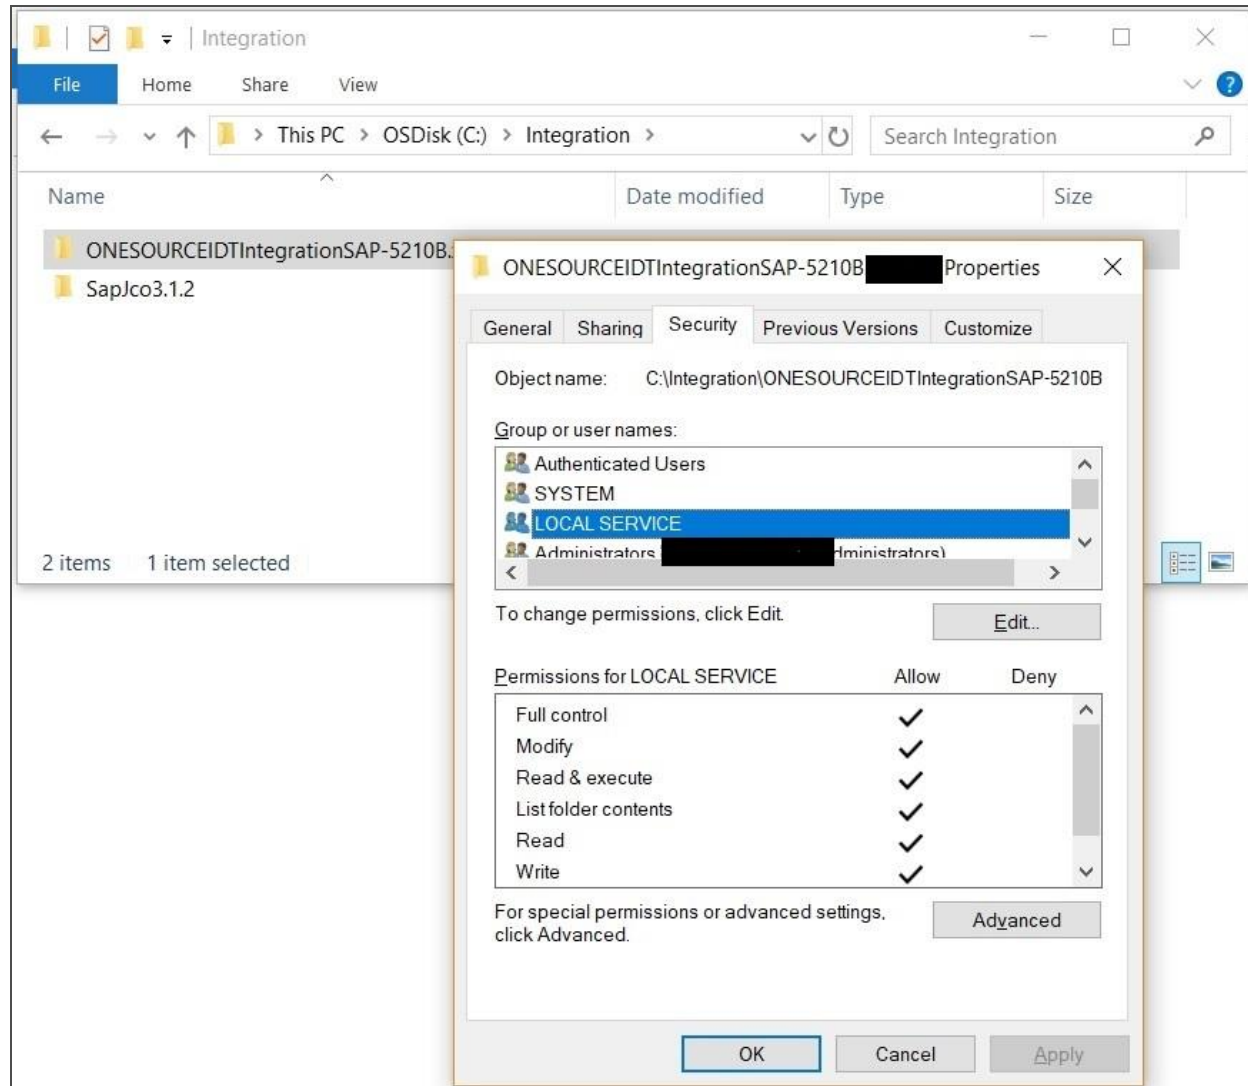 Integration
File Home Share View
This PC > OSDisk (C:) > Integration >
Search Integration
Name Date modified Type Size
ONESOURCEIDTIntegrationSAP-5210B.
SapJco3.1.2
2 items 1 item selected
ONESOURCEIDTIntegrationSAP-5210B Properties
General Sharing Security Previous Versions Customize
Object name: C:\Integration\ONESOURCEIDTIntegrationSAP-5210B
Group or user names:
Authenticated Users
SYSTEM
LOCAL SERVICE
Administrators dministrators)
To change permissions, click Edit.
Edit...
Permissions for LOCAL SERVICE Allow Deny
Full control
Modify
Read & execute
List folder contents
Read
Write
For special permissions or advanced settings,
click Advanced.
Advanced
OK Cancel Apply